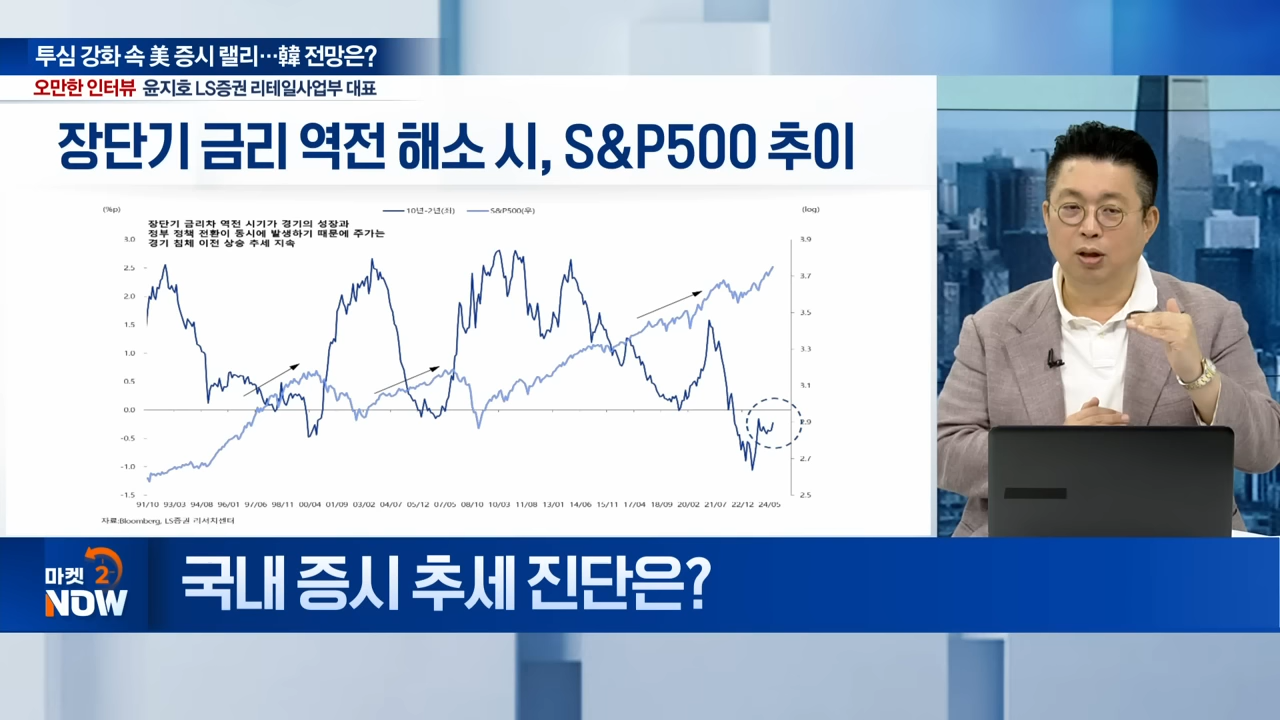 투심 강화 속 美 증시 랠리…韓 전망은?
오만한 인터뷰 윤지호 LS증권 리테일사업부 대표
장단기 금리 역전 해소 시, S&P500 추이
(%p) 10년-2년(좌) S&P500(우) (log)
장단기 금리차 역전 시기가 경기의 성장과
정부 정책 전환이 동시에 발생하기 때문에 주가는
경기 침체 이전 상승 추세 지속
3.0 3.9
2.5 3.7
2.0
1.5 3.5
1.0 3.3
0.5 3.1
0.0 2.9
-0.5
-1.0 2.7
-1.5 2.5
91/10 93/03 94/08 96/01 97/06 98/11 00/04 01/09 03/02 04/07 05/12 07/05 08/10 10/03 11/08 13/01 14/06 15/11 17/04 18/09 20/02 21/07 22/12 24/05
자료:Bloomberg, LS증권 리서치센터
마켓 2
NOW
국내 증시 추세 진단은?